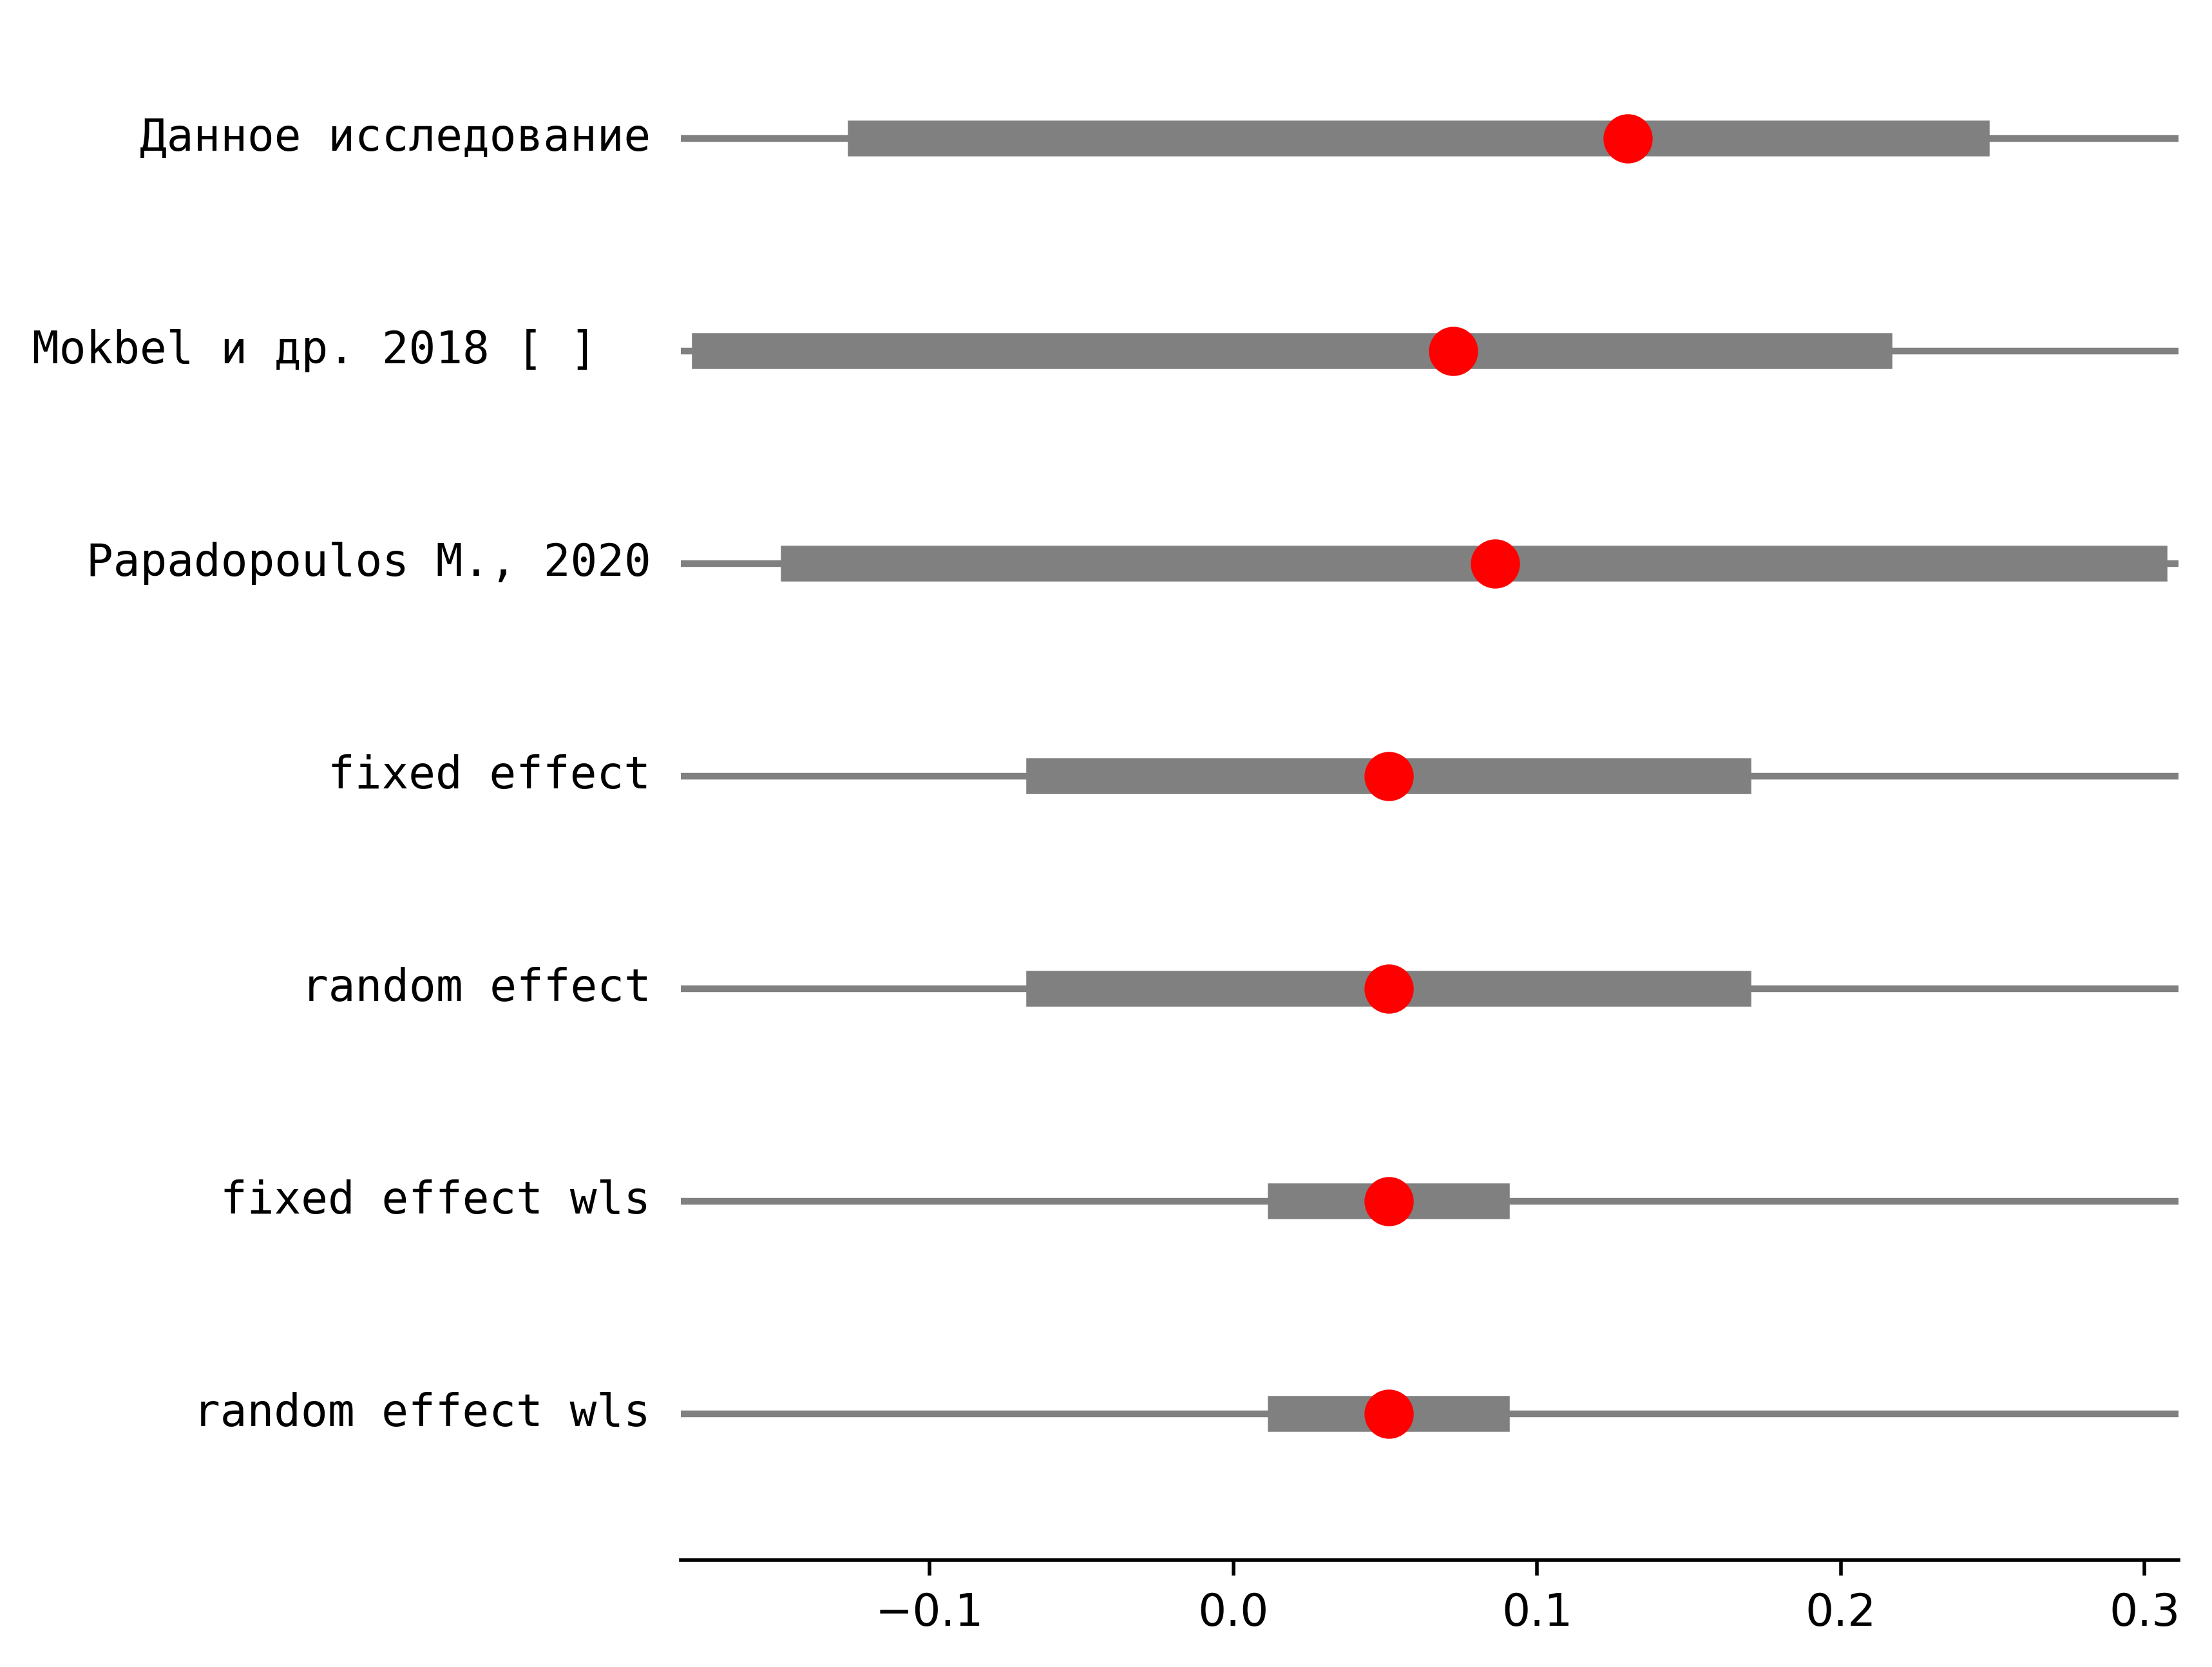 Данное исследование
Mokbel и др. 2018 [ ]
Papadopoulos M., 2020
fixed effect
random effect
fixed effect wls
random effect wls
−0.1 0.0 0.1 0.2 0.3